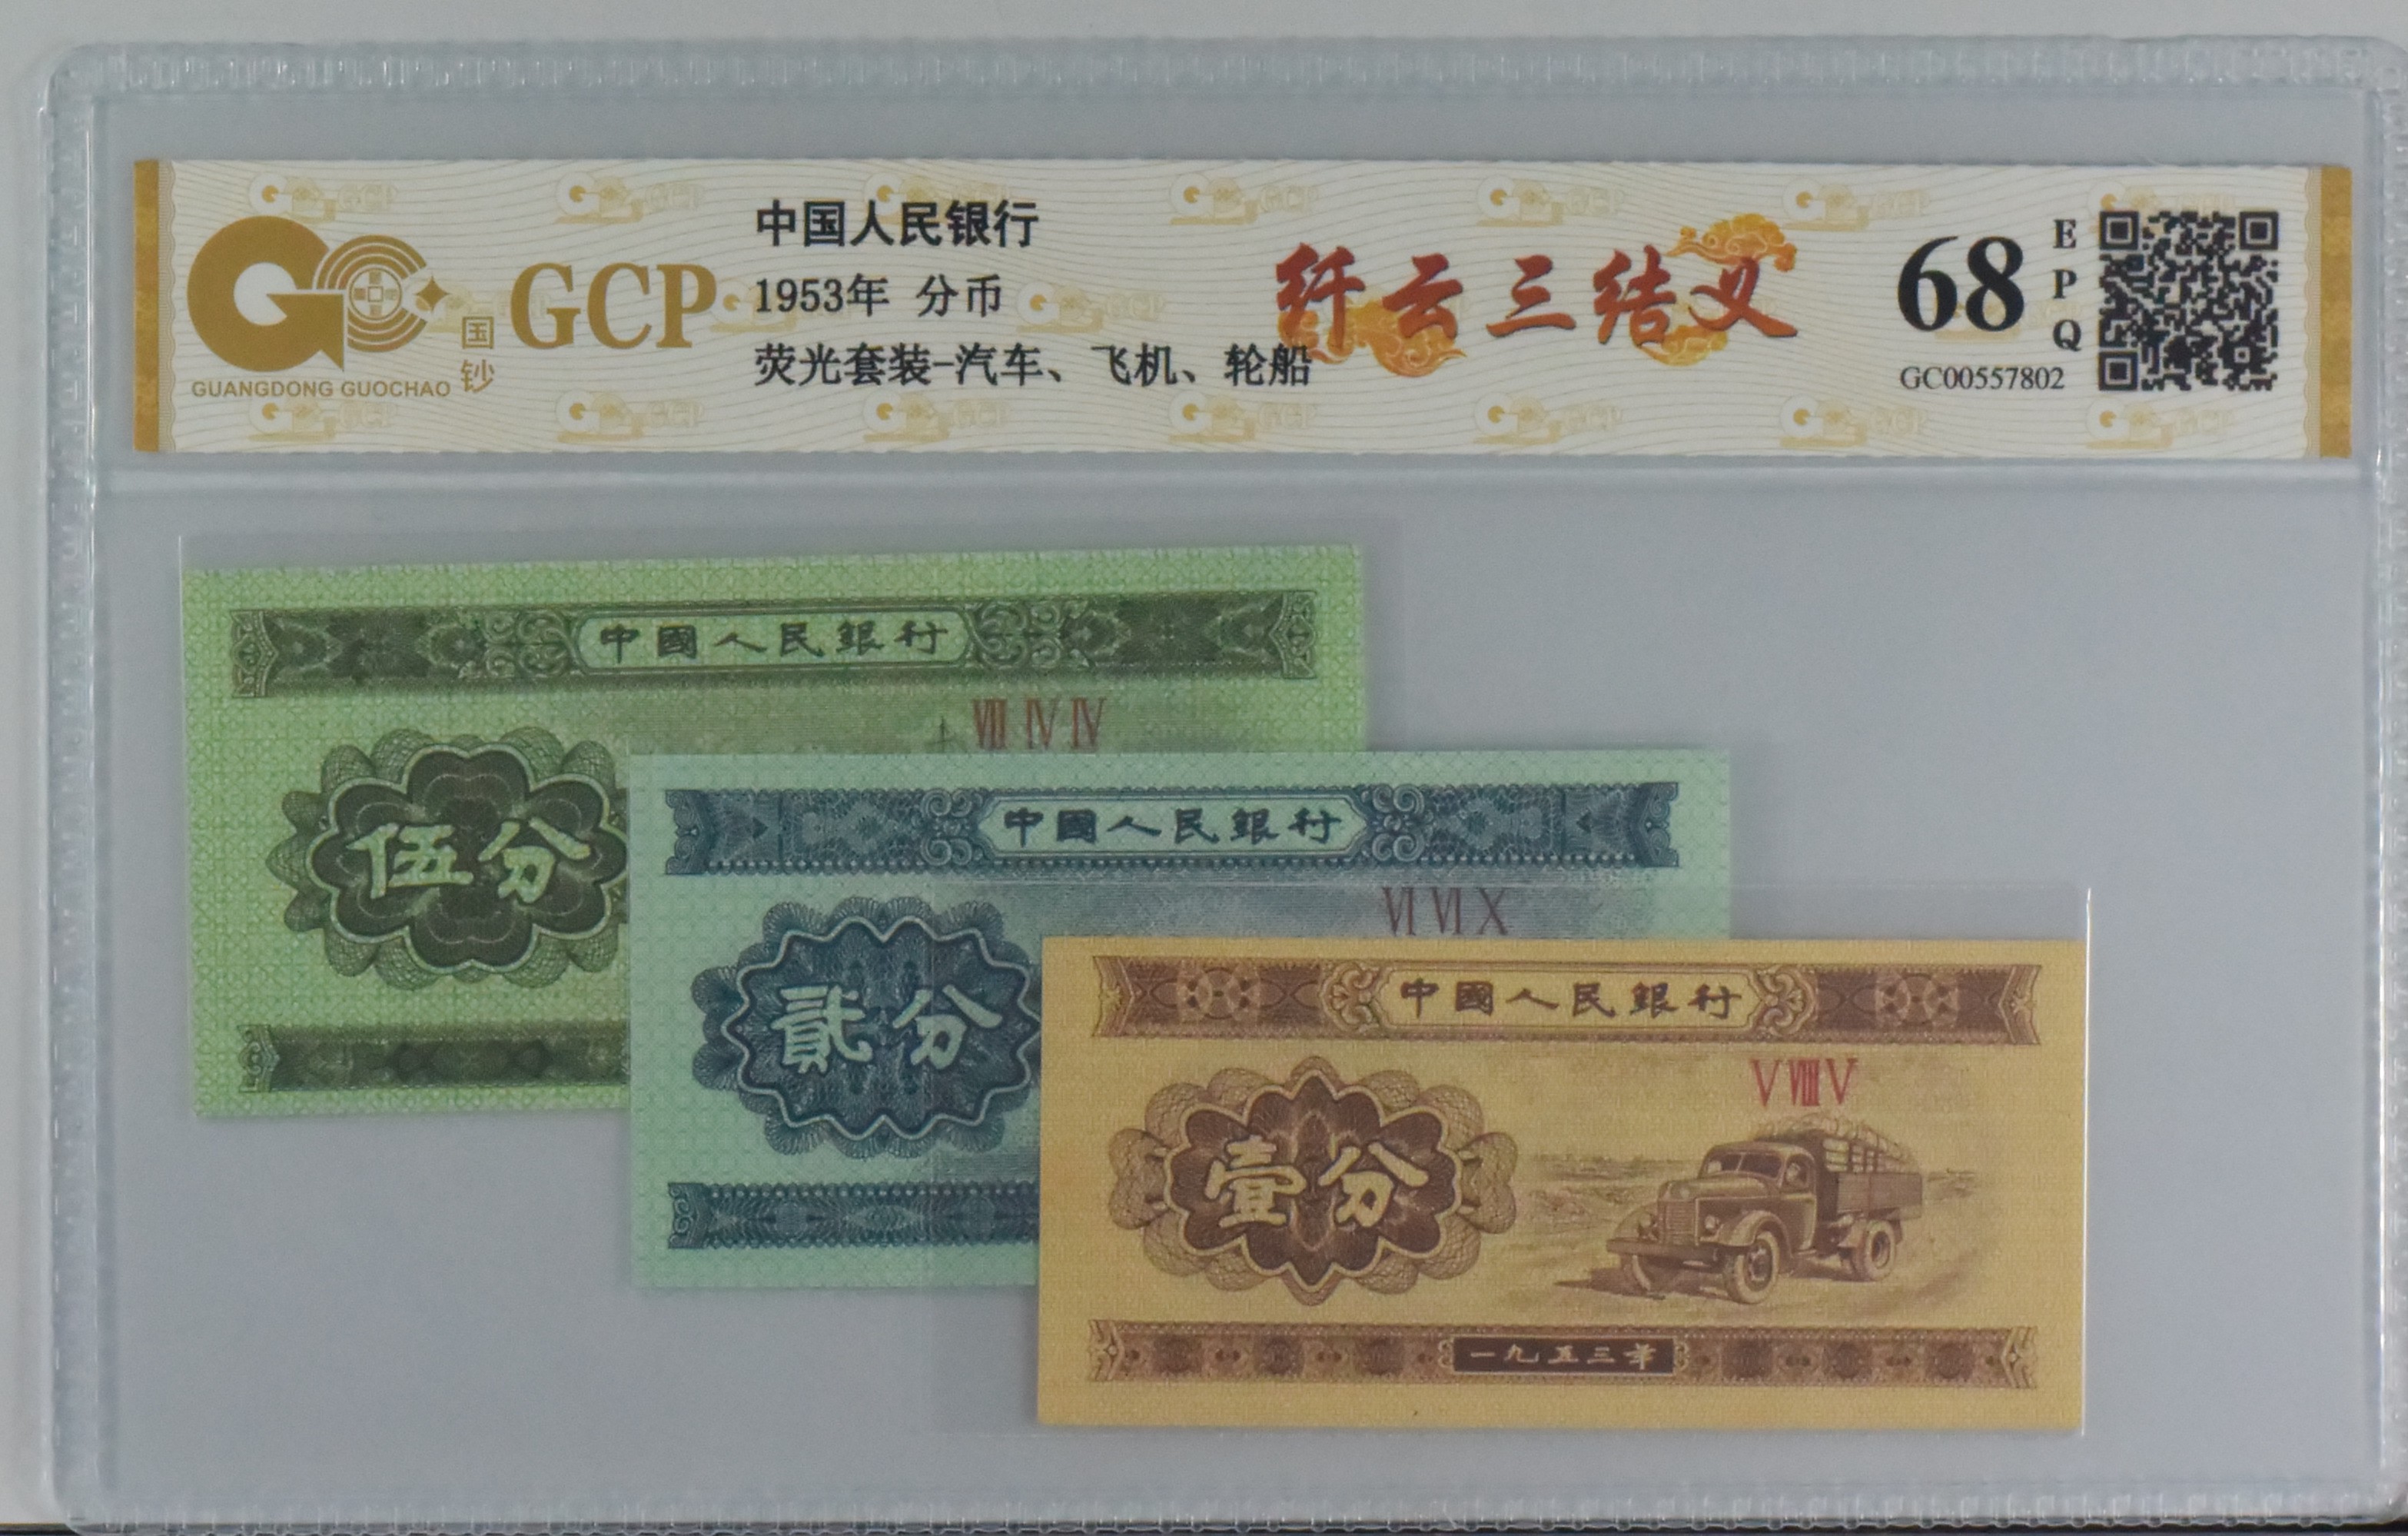 中国人民银行
1953年 分币
荧光套装-汽车、飞机、轮船
GCP
国钞
GUANGDONG GUOCHAO
纤云三结义
68
EPQ
GC00557802
中國人民銀行
Ⅷ Ⅳ Ⅳ
伍分
中國人民銀行
Ⅵ Ⅵ Ⅹ
貳分
中國人民銀行
Ⅴ Ⅷ Ⅴ
壹分
一九五三年